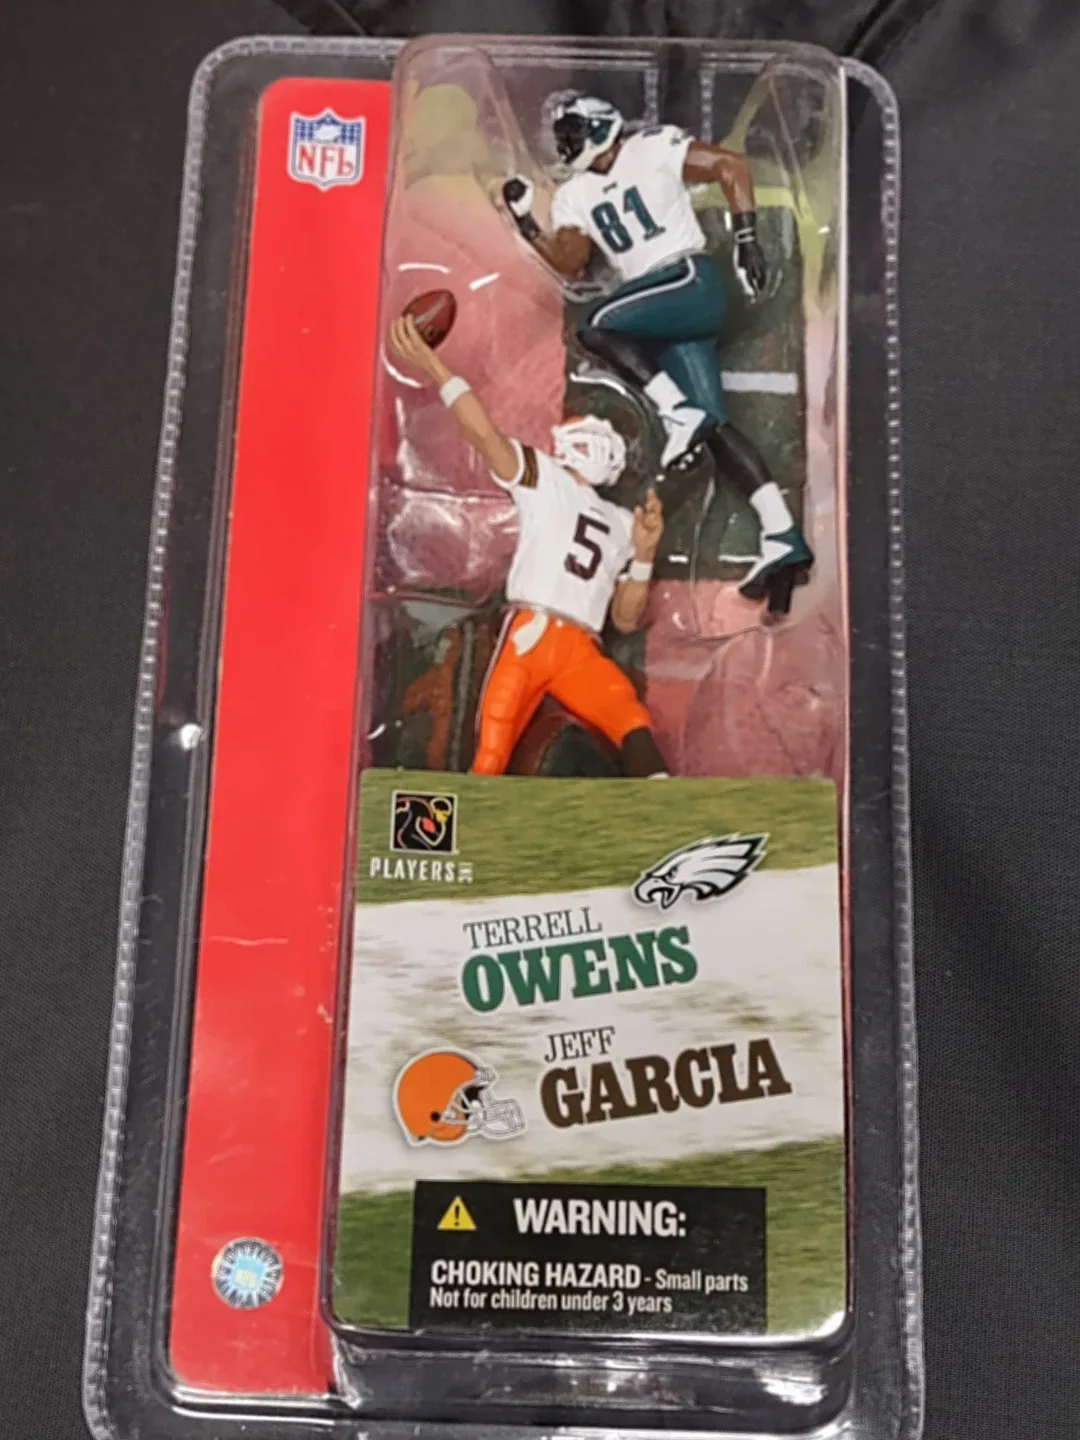 NFL
81
5
PLAYERS INC
TERRELL
OWENS
JEFF
GARCIA
WARNING:
CHOKING HAZARD - Small parts
Not for children under 3 years